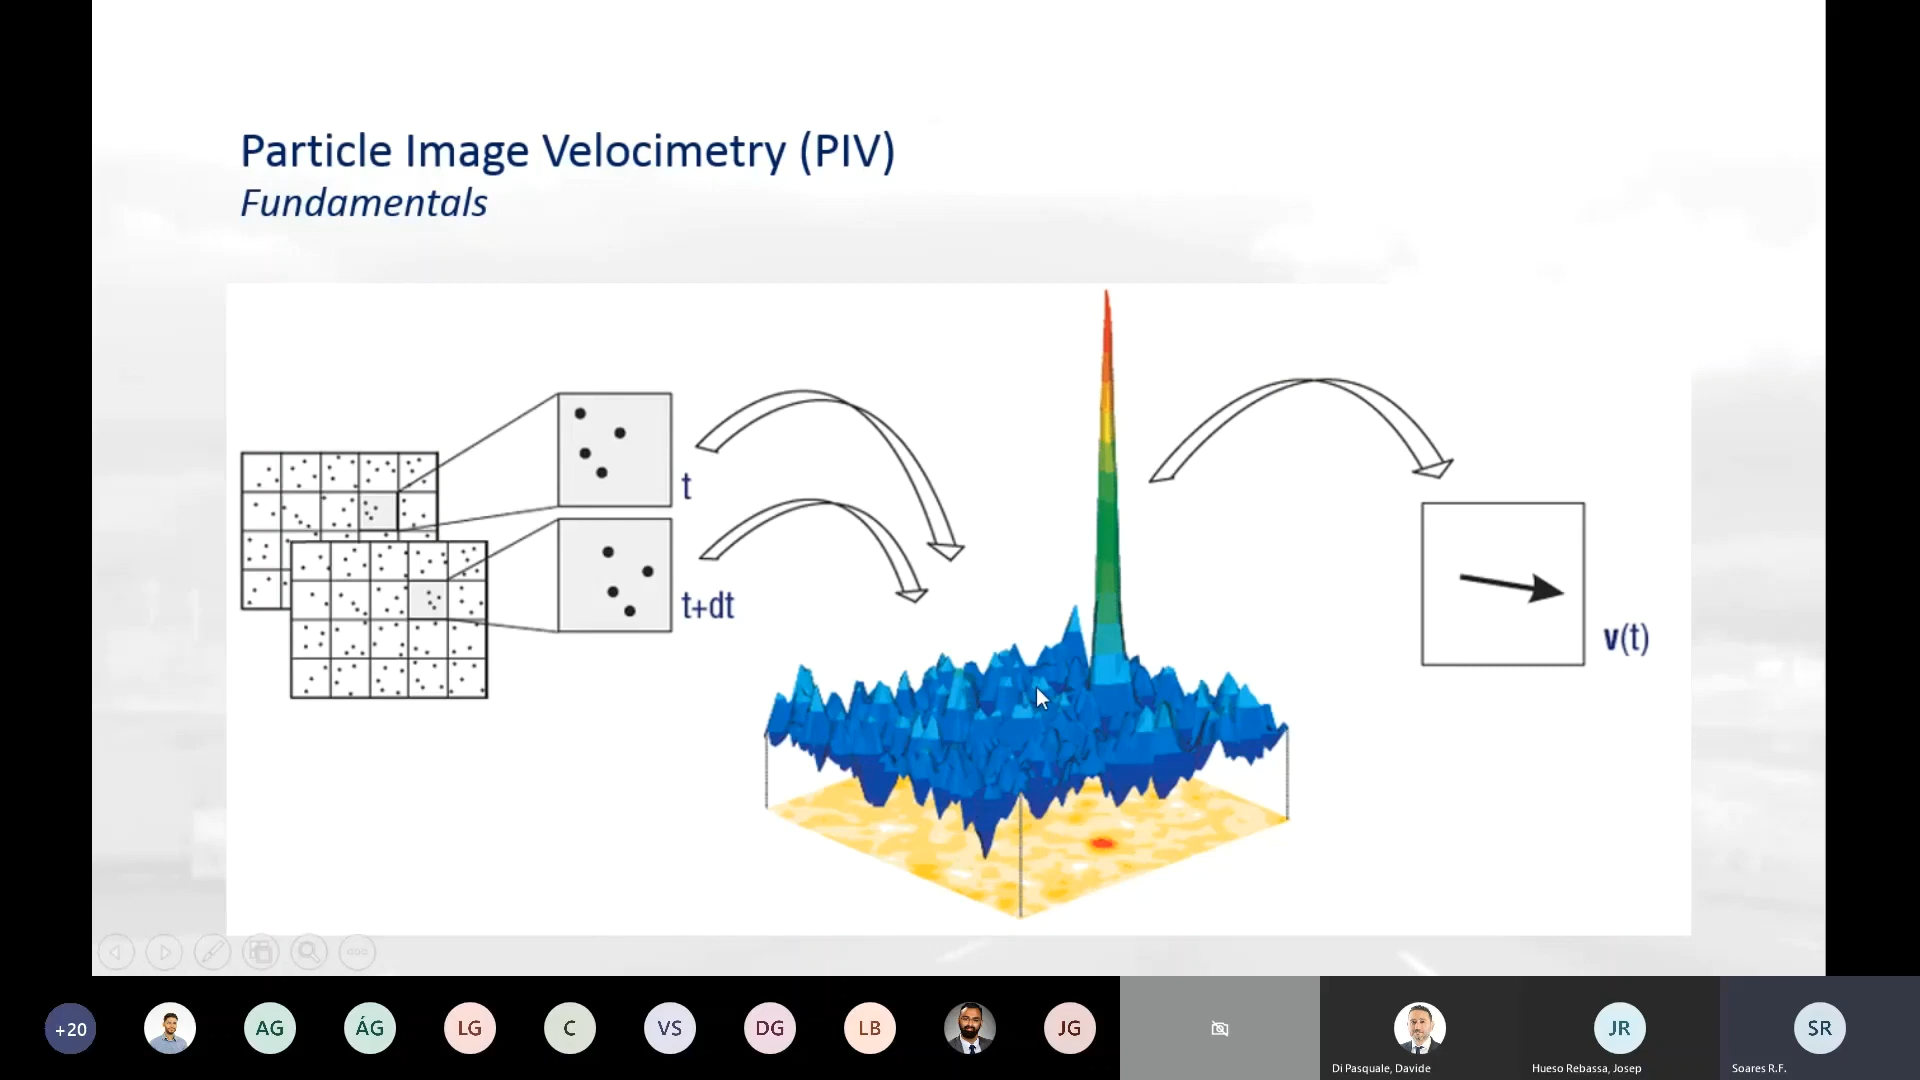 Particle Image Velocimetry (PIV)
Fundamentals
t
t+dt
v(t)
+20
AG
ÁG
LG
C
VS
DG
LB
JG
JR
SR
Di Pasquale, Davide
Hueso Rebassa, Josep
Soares R.F.